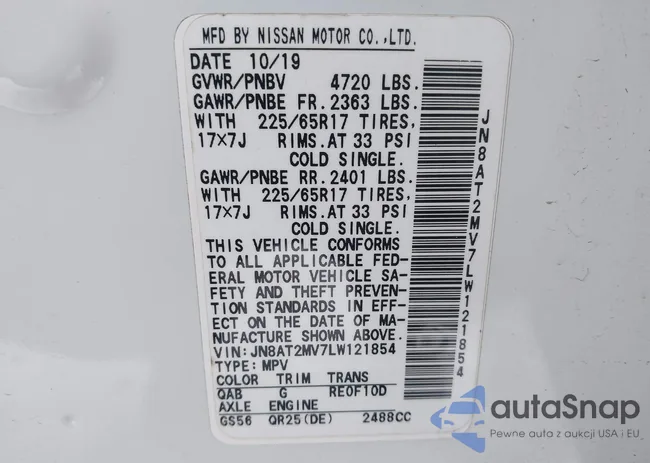 MFD BY NISSAN MOTOR CO.,LTD.
DATE 10/19
GVWR/PNBV 4720 LBS.
GAWR/PNBE FR.2363 LBS.
WITH 225/65R17 TIRES,
17×7J RIMS.AT 33 PSI
COLD SINGLE.
GAWR/PNBE RR.2401 LBS.
WITH 225/65R17 TIRES,
17×7J RIMS.AT 33 PSI
COLD SINGLE.
THIS VEHICLE CONFORMS
TO ALL APPLICABLE FED-
ERAL MOTOR VEHICLE SA-
FETY AND THEFT PREVEN-
TION STANDARDS IN EFF-
ECT ON THE DATE OF MA-
NUFACTURE SHOWN ABOVE.
VIN:JN8AT2MV7LW121854
TYPE:MPV
COLOR TRIM TRANS
QAB G RE0F10D
AXLE ENGINE
GS56 QR25(DE) 2488CC
JN8AT2MV7LW121854
autaSnap
Pewne auta z aukcji USA i EU